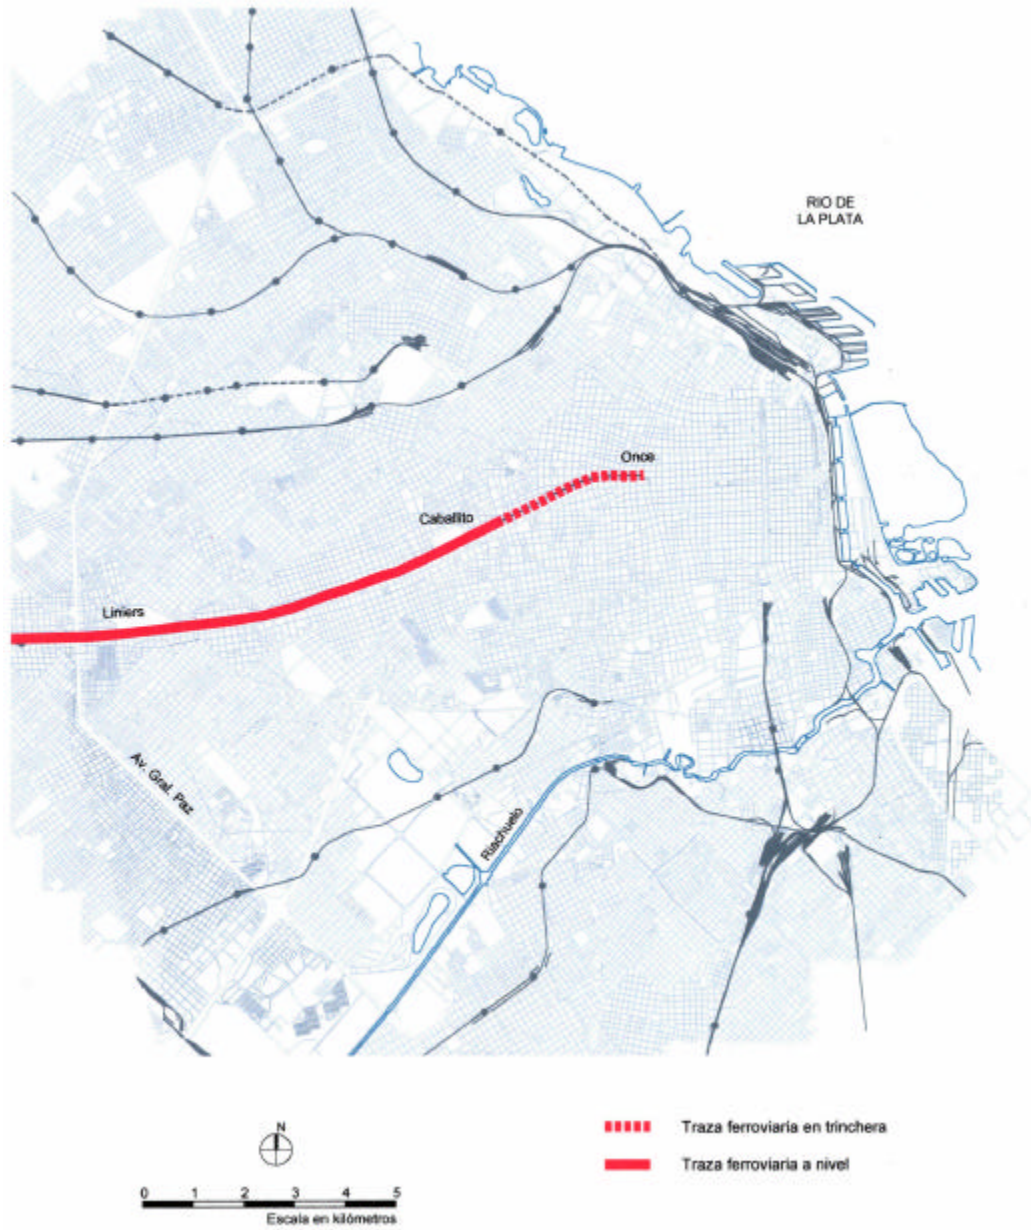 RIO DE
LA PLATA
Once
Caballito
Liniers
Av. Gral. Paz
Riachuelo
N
Traza ferroviaria en trinchera
Traza ferroviaria a nivel
0 1 2 3 4 5
Escala en kilómetros